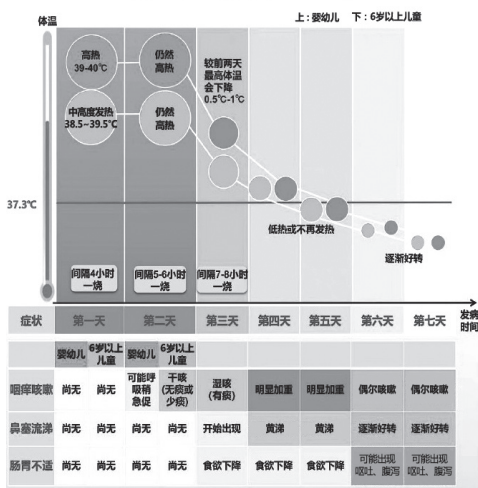 体温
上：婴幼儿 下：6岁以上儿童
高热
39-40℃
仍然
高热
较前两天
最高体温
会下降
0.5℃-1℃
中高度发热
38.5~39.5℃
仍然
高热
37.3℃
低热或不再发热
逐渐好转
间隔4小时
一烧
间隔5-6小时
一烧
间隔7-8小时
一烧
发病
时间
症状 第一天 第二天 第三天 第四天 第五天 第六天 第七天
婴幼儿 6岁以上
儿童 婴幼儿 6岁以上
儿童
咽痒咳嗽 尚无 尚无 可能呼
吸稍
急促 干咳
(无痰或
少痰) 湿咳
(有痰) 明显加重 明显加重 偶尔咳嗽 偶尔咳嗽
鼻塞流涕 尚无 尚无 尚无 尚无 开始出现 黄涕 黄涕 逐渐好转 逐渐好转
肠胃不适 尚无 尚无 尚无 尚无 食欲下降 食欲下降 食欲下降 可能出现
呕吐、腹泻 可能出现
呕吐、腹泻